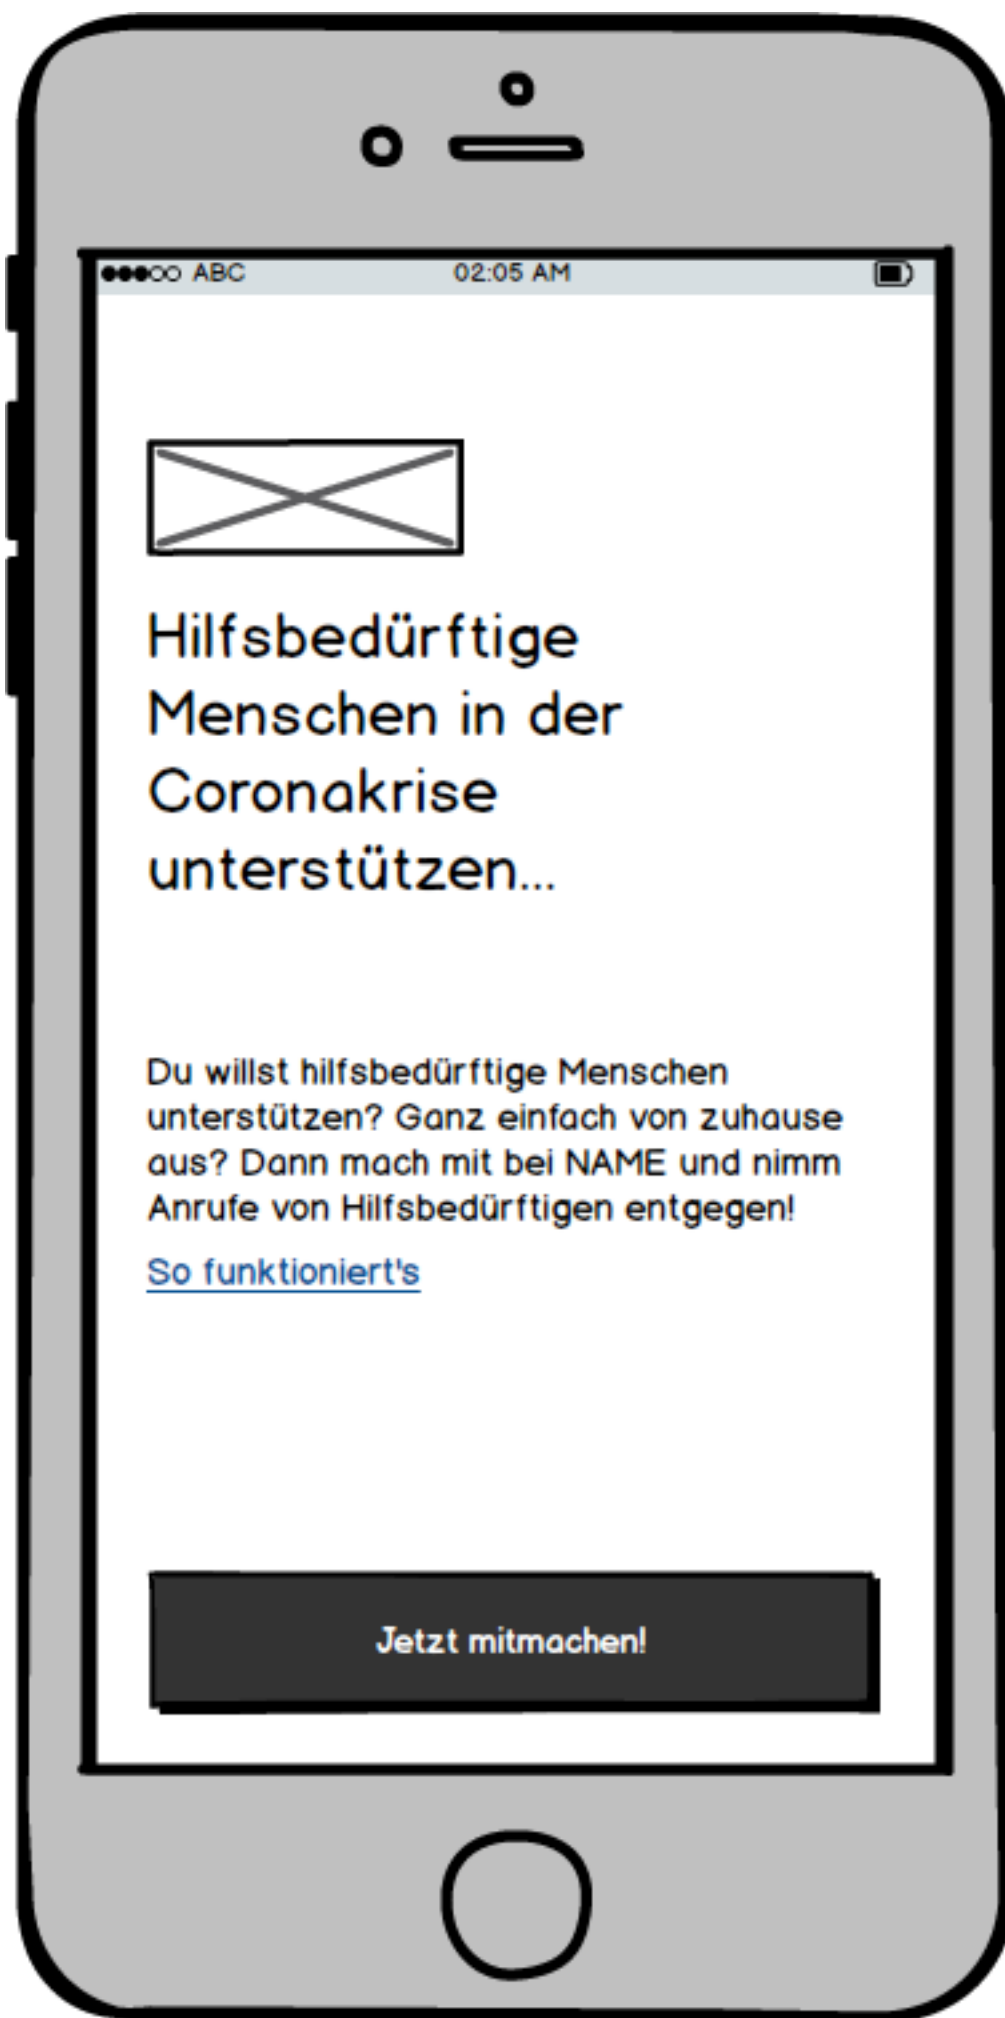 ABC 02:05 AM
Hilfsbedürftige
Menschen in der
Coronakrise
unterstützen...
Du willst hilfsbedürftige Menschen
unterstützen? Ganz einfach von zuhause
aus? Dann mach mit bei NAME und nimm
Anrufe von Hilfsbedürftigen entgegen!
So funktioniert's
Jetzt mitmachen!